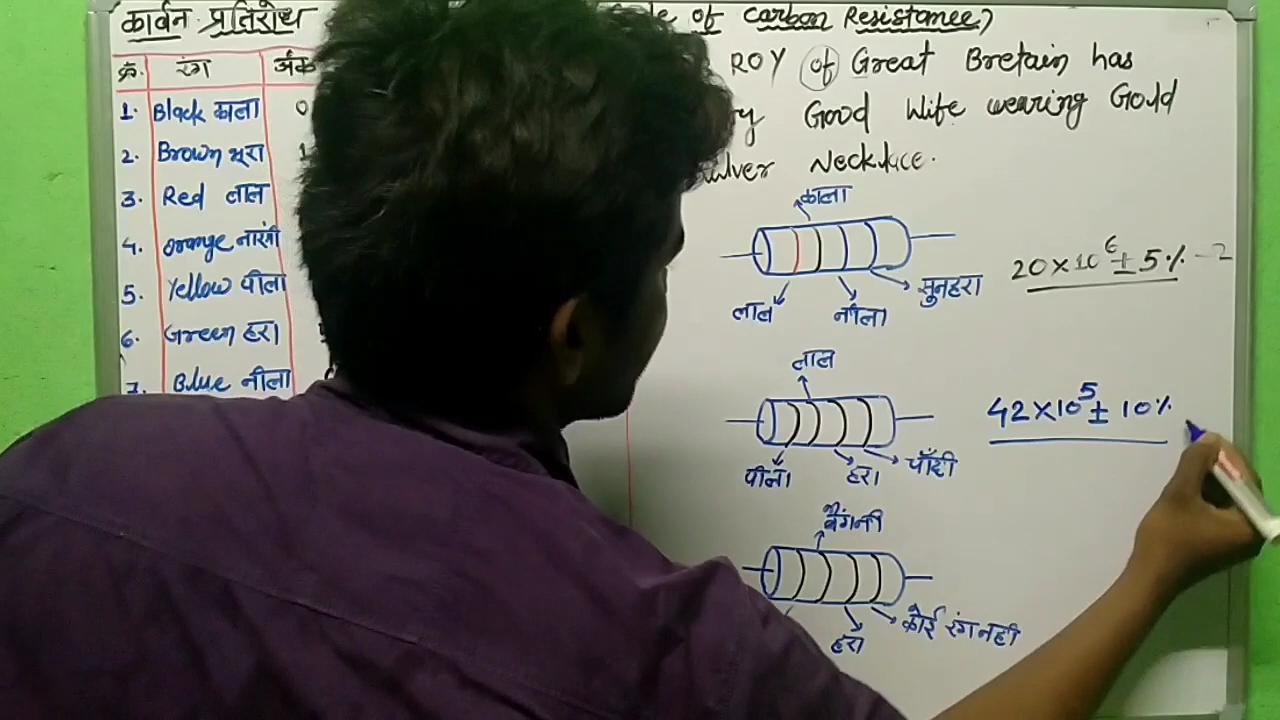 कार्बन प्रतिरोध of Carbon Resistance)
क्र. रंग अंक
1. Black काला 0
2. Brown भूरा 1
3. Red लाल
4. Orange नारंगी
5. Yellow पीला
6. Green हरा
7. Blue नीला
ROY of Great Bretain has
Good Wife wearing Gold
Necklace.
काला
लाल नीला सुनहरा
20×10⁶ ± 5%
लाल
पीला हरा चाँदी
42×10⁵ ± 10%
बैंगनी
हरा कोई रंग नही